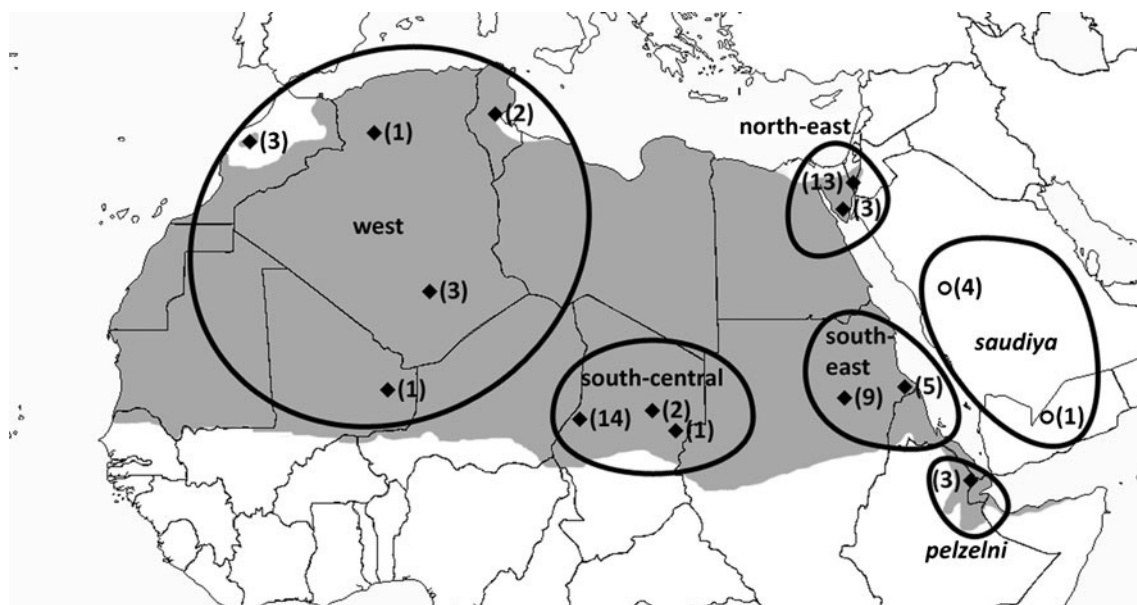 north-east
(2)
(3)
(1)
(13)
(3)
west
(4)
(3)
south-
east
saudiya
south-central
(1)
(5)
(9)
(2)
(14)
(1)
(1)
(3)
pelzelni